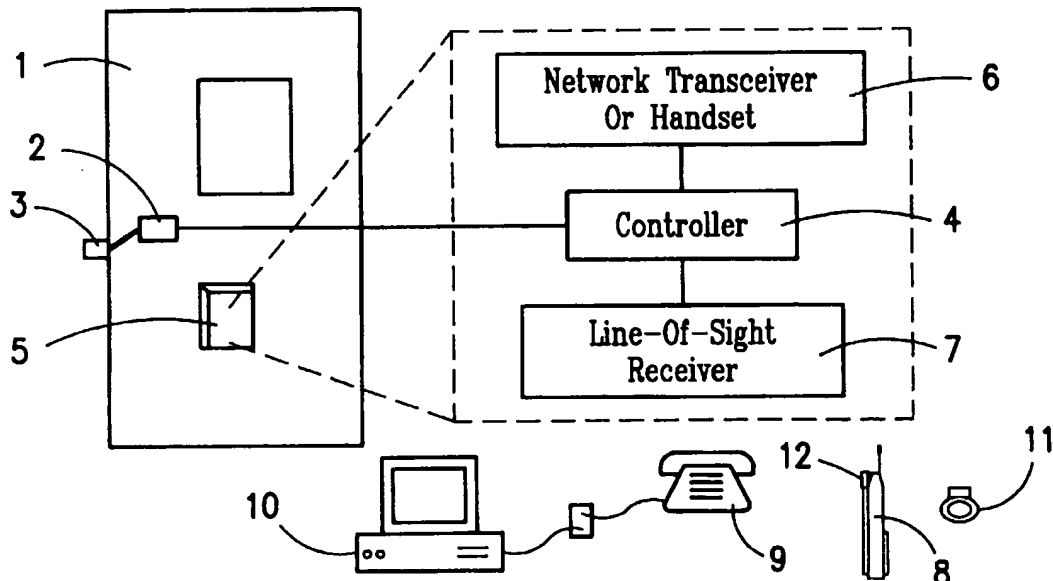 1
Network Transceiver
Or Handset
6
2
3
Controller
4
5
Line-Of-Sight
Receiver
7
10
9
12
8
11